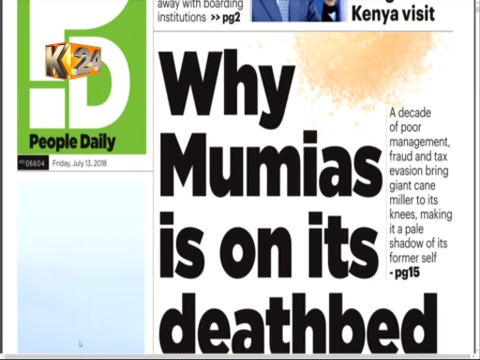 away with boarding
institutions >> pg2
Kenya visit
K24
People Daily
NO 06604 Friday, July 13, 2018
Why
Mumias
is on its
deathbed
A decade
of poor
management,
fraud and tax
evasion bring
giant cane
miller to its
knees, making
it a pale
shadow of its
former self
- pg15